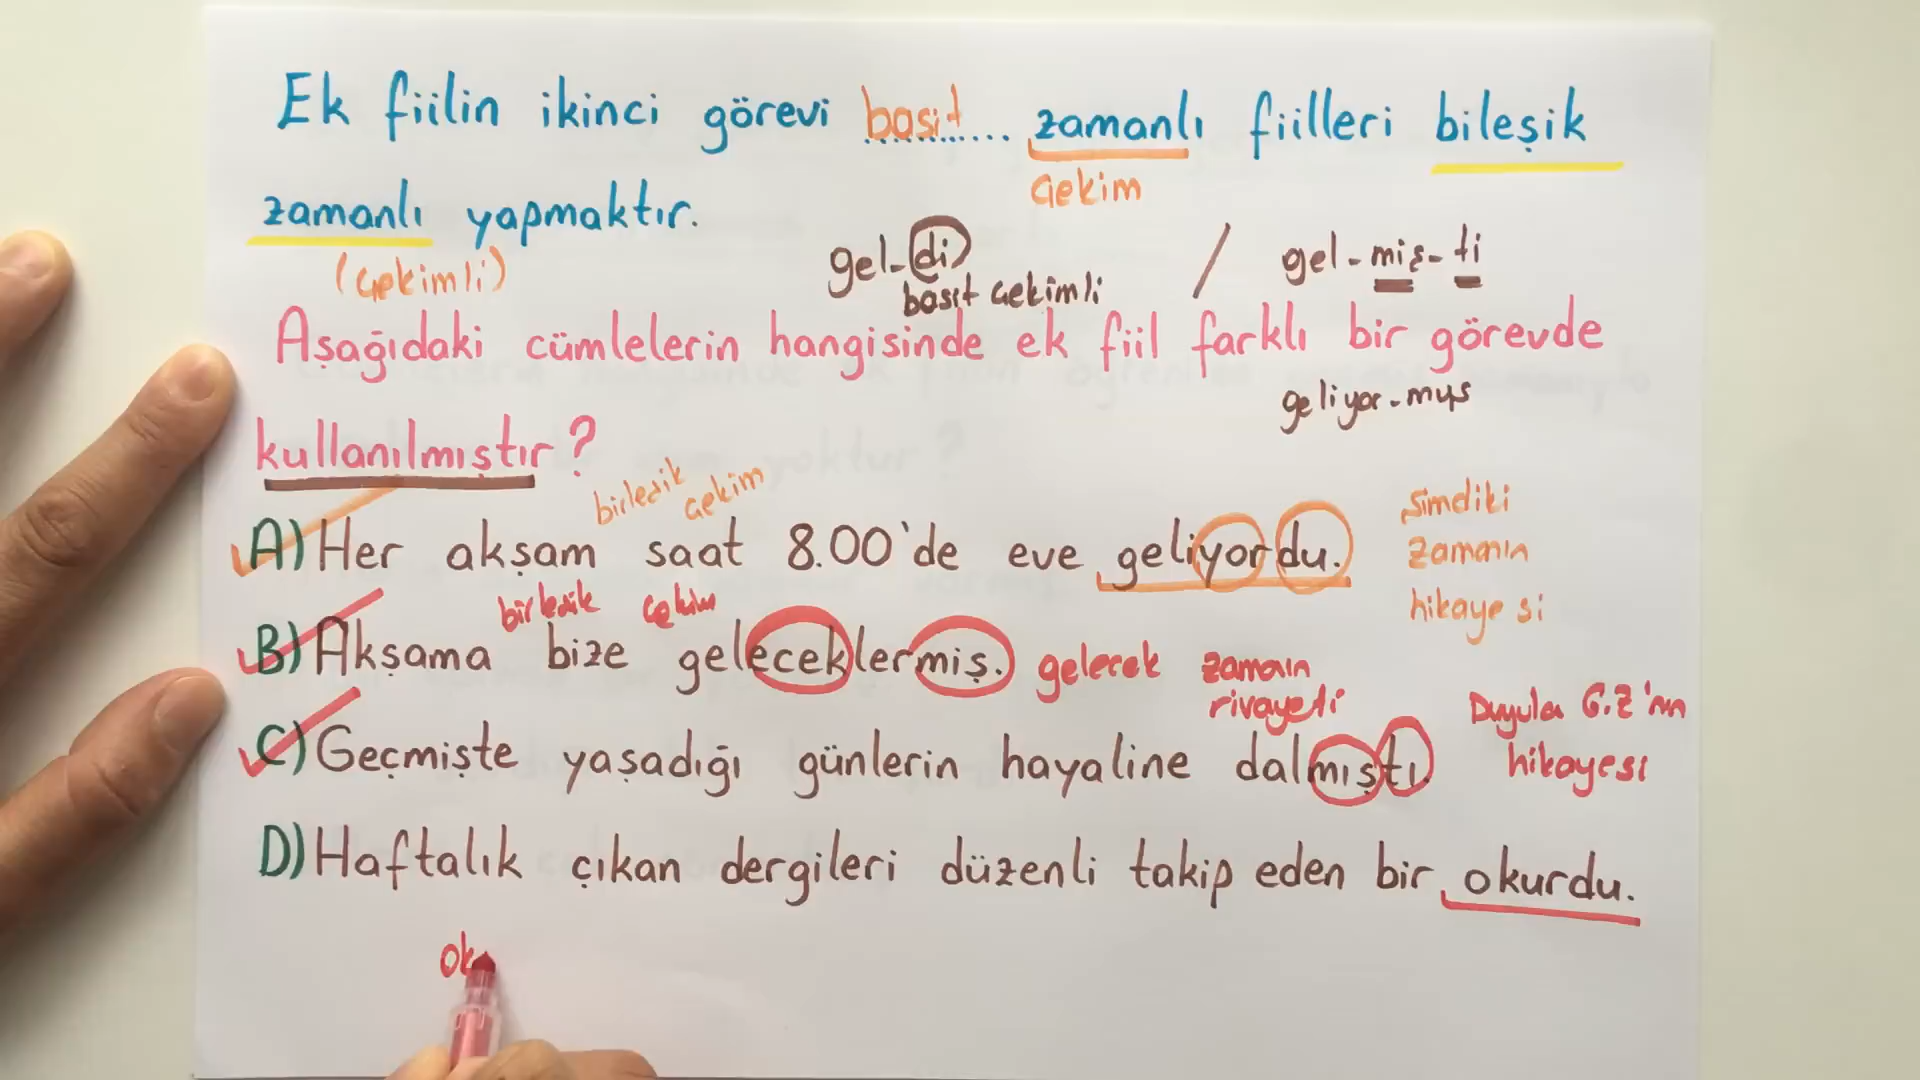 Ek fiilin ikinci görevi basit zamanlı fiilleri bileşik
çekim
zamanlı yapmaktır.
(çekimli)
gel-di / gel-miş-ti
basit çekimli
Aşağıdaki cümlelerin hangisinde ek fiil farklı bir görevde
geliyor-muş
kullanılmıştır?
birleşik çekim
A) Her akşam saat 8.00'de eve geliyordu.
şimdiki
zamanın
hikayesi
birleşik çekim
B) Akşama bize geleceklermiş. gelecek zamanın
rivayeti
Duyulan G.Z'nın
hikayesi
C) Geçmişte yaşadığı günlerin hayaline dalmıştı.
D) Haftalık çıkan dergileri düzenli takip eden bir okurdu.
ok